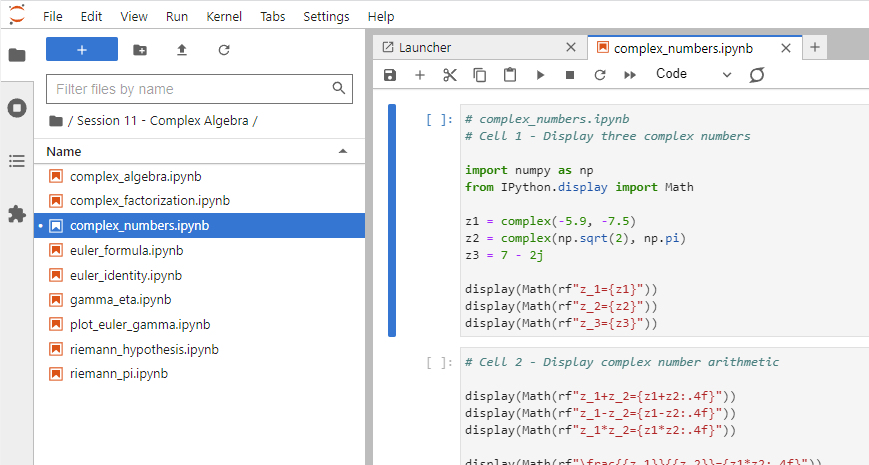 File Edit View Run Kernel Tabs Settings Help
+
Filter files by name
/ Session 11 - Complex Algebra /
Name
complex_algebra.ipynb
complex_factorization.ipynb
complex_numbers.ipynb
euler_formula.ipynb
euler_identity.ipynb
gamma_eta.ipynb
plot_euler_gamma.ipynb
riemann_hypothesis.ipynb
riemann_pi.ipynb
Launcher
complex_numbers.ipynb
Code
[ ]:
# complex_numbers.ipynb
# Cell 1 - Display three complex numbers
import numpy as np
from IPython.display import Math
z1 = complex(-5.9, -7.5)
z2 = complex(np.sqrt(2), np.pi)
z3 = 7 - 2j
display(Math(rf"z_1={z1}"))
display(Math(rf"z_2={z2}"))
display(Math(rf"z_3={z3}"))
[ ]:
# Cell 2 - Display complex number arithmetic
display(Math(rf"z_1+z_2={z1+z2:.4f}"))
display(Math(rf"z_1-z_2={z1-z2:.4f}"))
display(Math(rf"z_1*z_2={z1*z2:.4f}"))
display(Math(rf"\frac{{z_1}}{{z_2}}={z1*z2:.4f}"))